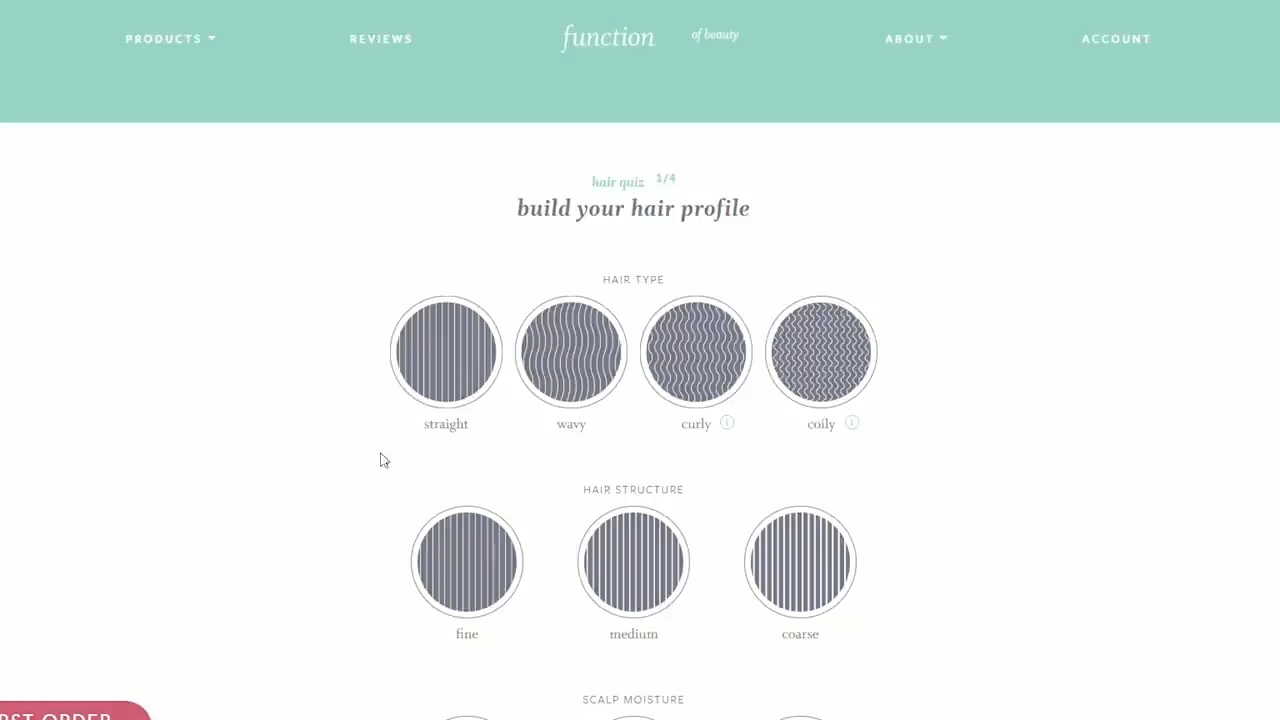 PRODUCTS REVIEWS function of beauty ABOUT ACCOUNT
hair quiz 1/4
build your hair profile
HAIR TYPE
straight wavy curly i coily i
HAIR STRUCTURE
fine medium coarse
SCALP MOISTURE
ORDER